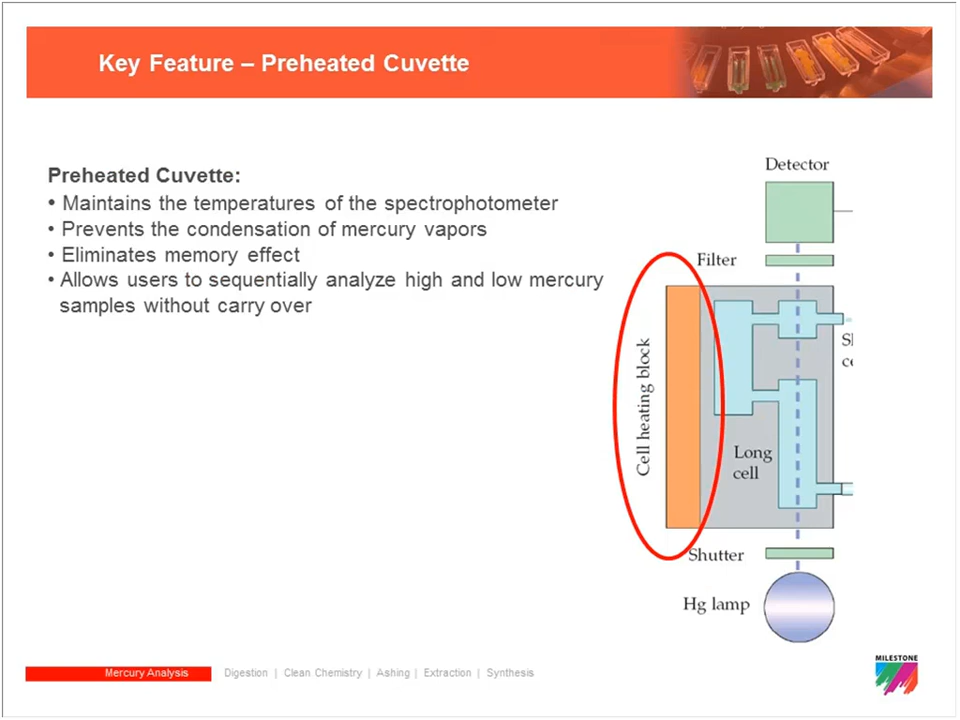 Key Feature – Preheated Cuvette
Preheated Cuvette:
• Maintains the temperatures of the spectrophotometer
• Prevents the condensation of mercury vapors
• Eliminates memory effect
• Allows users to sequentially analyze high and low mercury
samples without carry over
Detector
Filter
Cell heating block
Long
cell
Shutter
Hg lamp
Mercury Analysis
Digestion | Clean Chemistry | Ashing | Extraction | Synthesis
MILESTONE